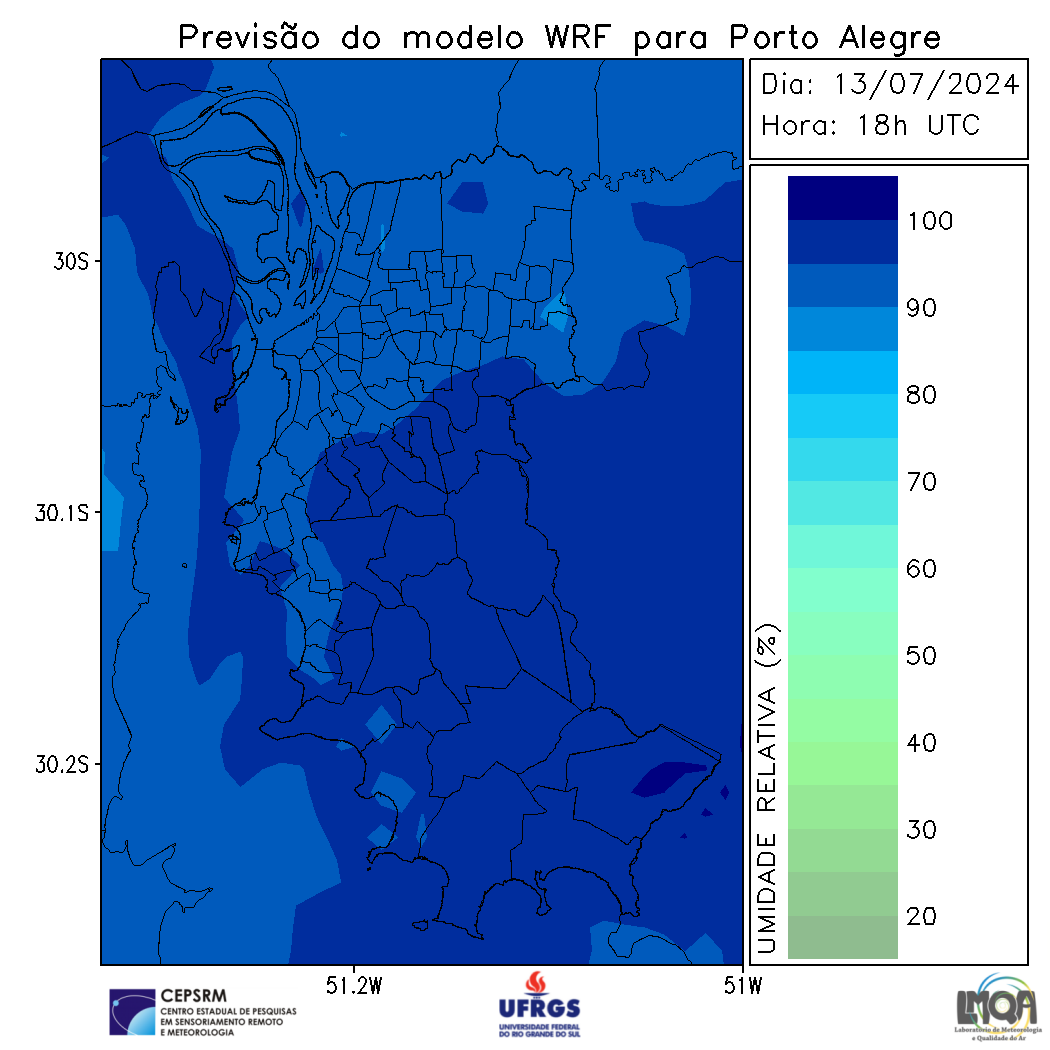 Previsão do modelo WRF para Porto Alegre
Dia: 13/07/2024
Hora: 18h UTC
100
90
80
70
60
50
40
30
20
UMIDADE RELATIVA (%)
30S
30.1S
30.2S
51.2W
51W
CEPSRM
CENTRO ESTADUAL DE PESQUISAS
EM SENSORIAMENTO REMOTO
E METEOROLOGIA
UFRGS
UNIVERSIDADE FEDERAL
DO RIO GRANDE DO SUL
LMQA
Laboratório de Meteorologia
e Qualidade do Ar